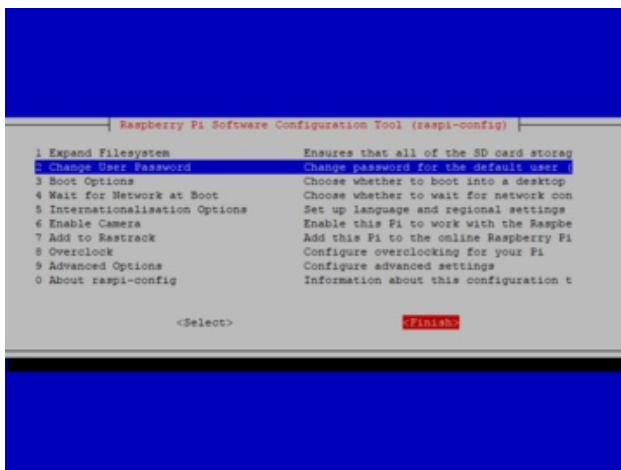 Raspberry Pi Software Configuration Tool (raspi-config)
1 Expand Filesystem Ensures that all of the SD card storag
2 Change User Password Change password for the default user (
3 Boot Options Choose whether to boot into a desktop
4 Wait for Network at Boot Choose whether to wait for network con
5 Internationalisation Options Set up language and regional settings
6 Enable Camera Enable this Pi to work with the Raspbe
7 Add to Rastrack Add this Pi to the online Raspberry Pi
8 Overclock Configure overclocking for your Pi
9 Advanced Options Configure advanced settings
0 About raspi-config Information about this configuration t
<Select> <Finish>